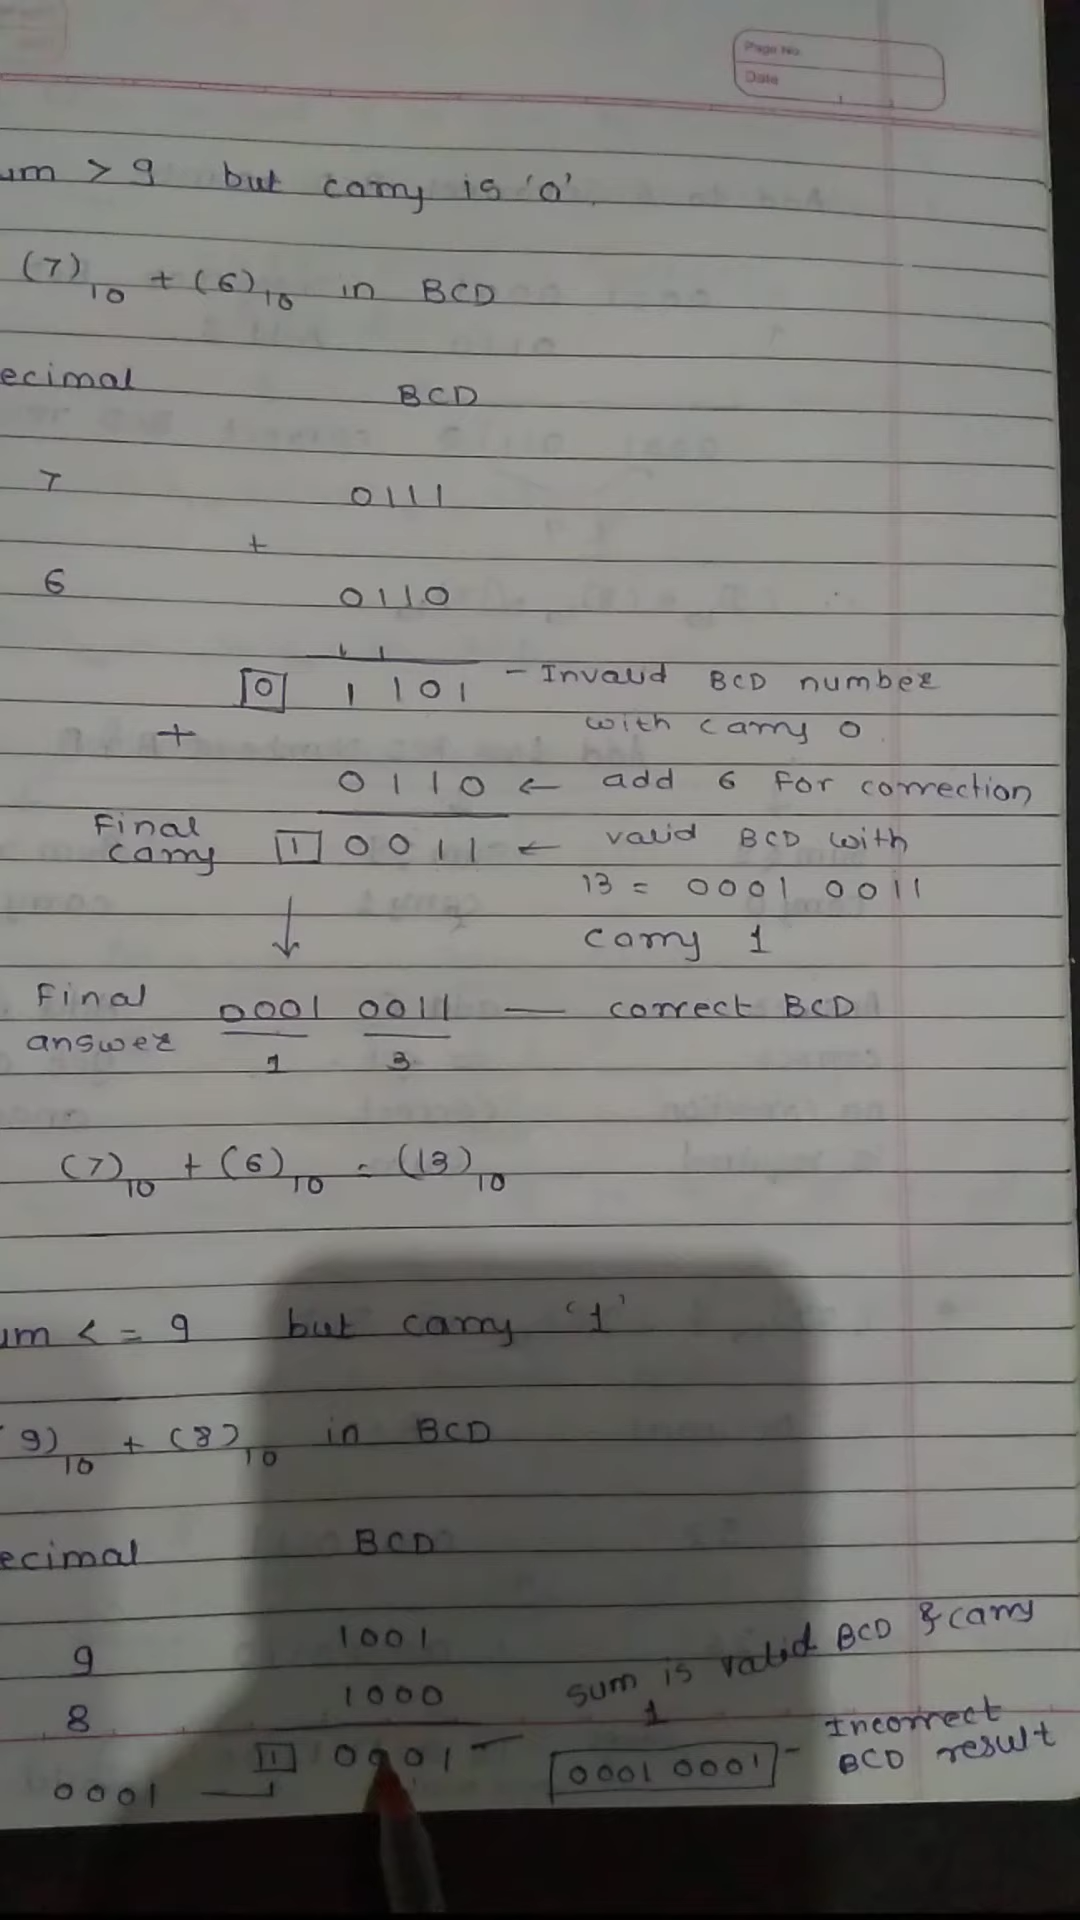 Page No.
Date
um > 9 but carry is '0'.
(7)10 + (6)10 in BCD
ecimal BCD
7 0111
+
6 0110
1 1
0 1101 - Invalid BCD number
with carry 0.
+
0110 ← add 6 For correction
Final carry 1 0011 ← valid BCD with
13 = 0001 0011
carry 1
↓
Final answer 0001 0011 — correct BCD
1 3
(7)10 + (6)10 = (13)10
um < = 9 but carry '1'
9)10 + (8)10 in BCD
ecimal BCD
9 1001
8 1000
sum is valid BCD & carry
1
1 0001
0001
0001 0001 - Incorrect
BCD result